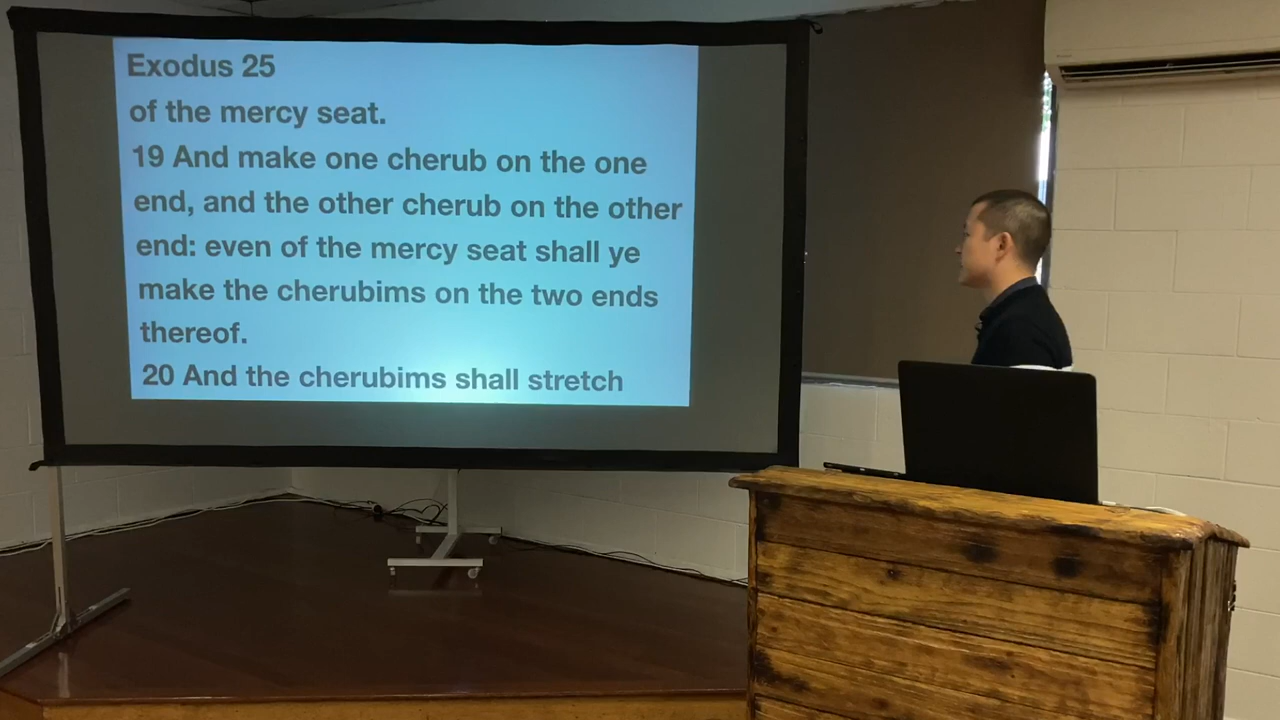 Exodus 25
of the mercy seat.
19 And make one cherub on the one
end, and the other cherub on the other
end: even of the mercy seat shall ye
make the cherubims on the two ends
thereof.
20 And the cherubims shall stretch